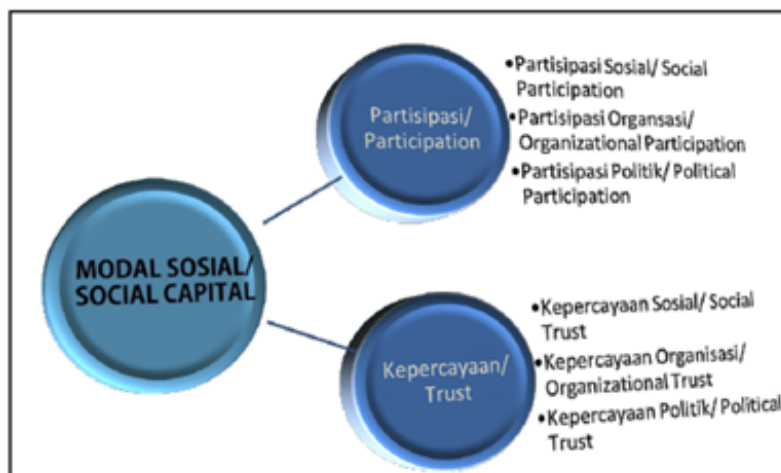 Partisipasi/
Participation
•Partisipasi Sosial/ Social
Participation
•Partisipasi Organsasi/
Organizational Participation
•Partisipasi Politik/ Political
Participation
MODAL SOSIAL/
SOCIAL CAPITAL
Kepercayaan/
Trust
•Kepercayaan Sosial/ Social
Trust
•Kepercayaan Organisasi/
Organizational Trust
•Kepercayaan Politik/ Political
Trust